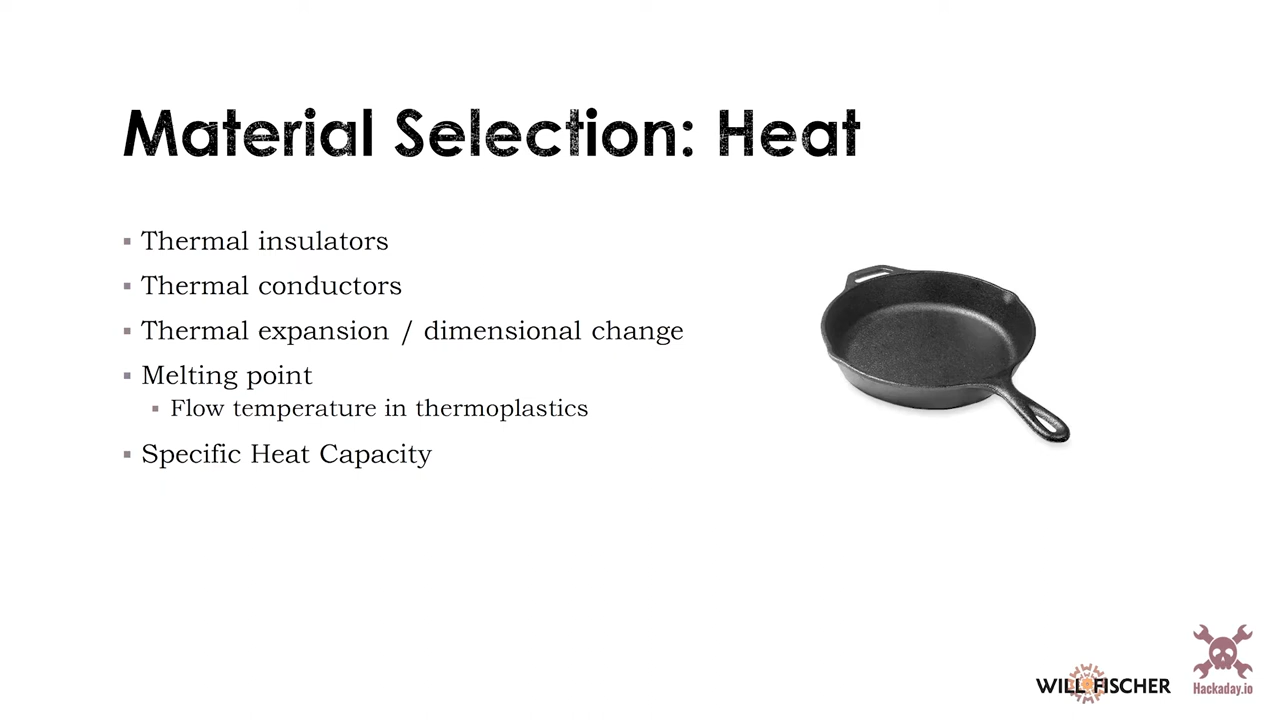 Material Selection: Heat
Thermal insulators
Thermal conductors
Thermal expansion / dimensional change
Melting point
Flow temperature in thermoplastics
Specific Heat Capacity
WILL FISCHER
Hackaday.io